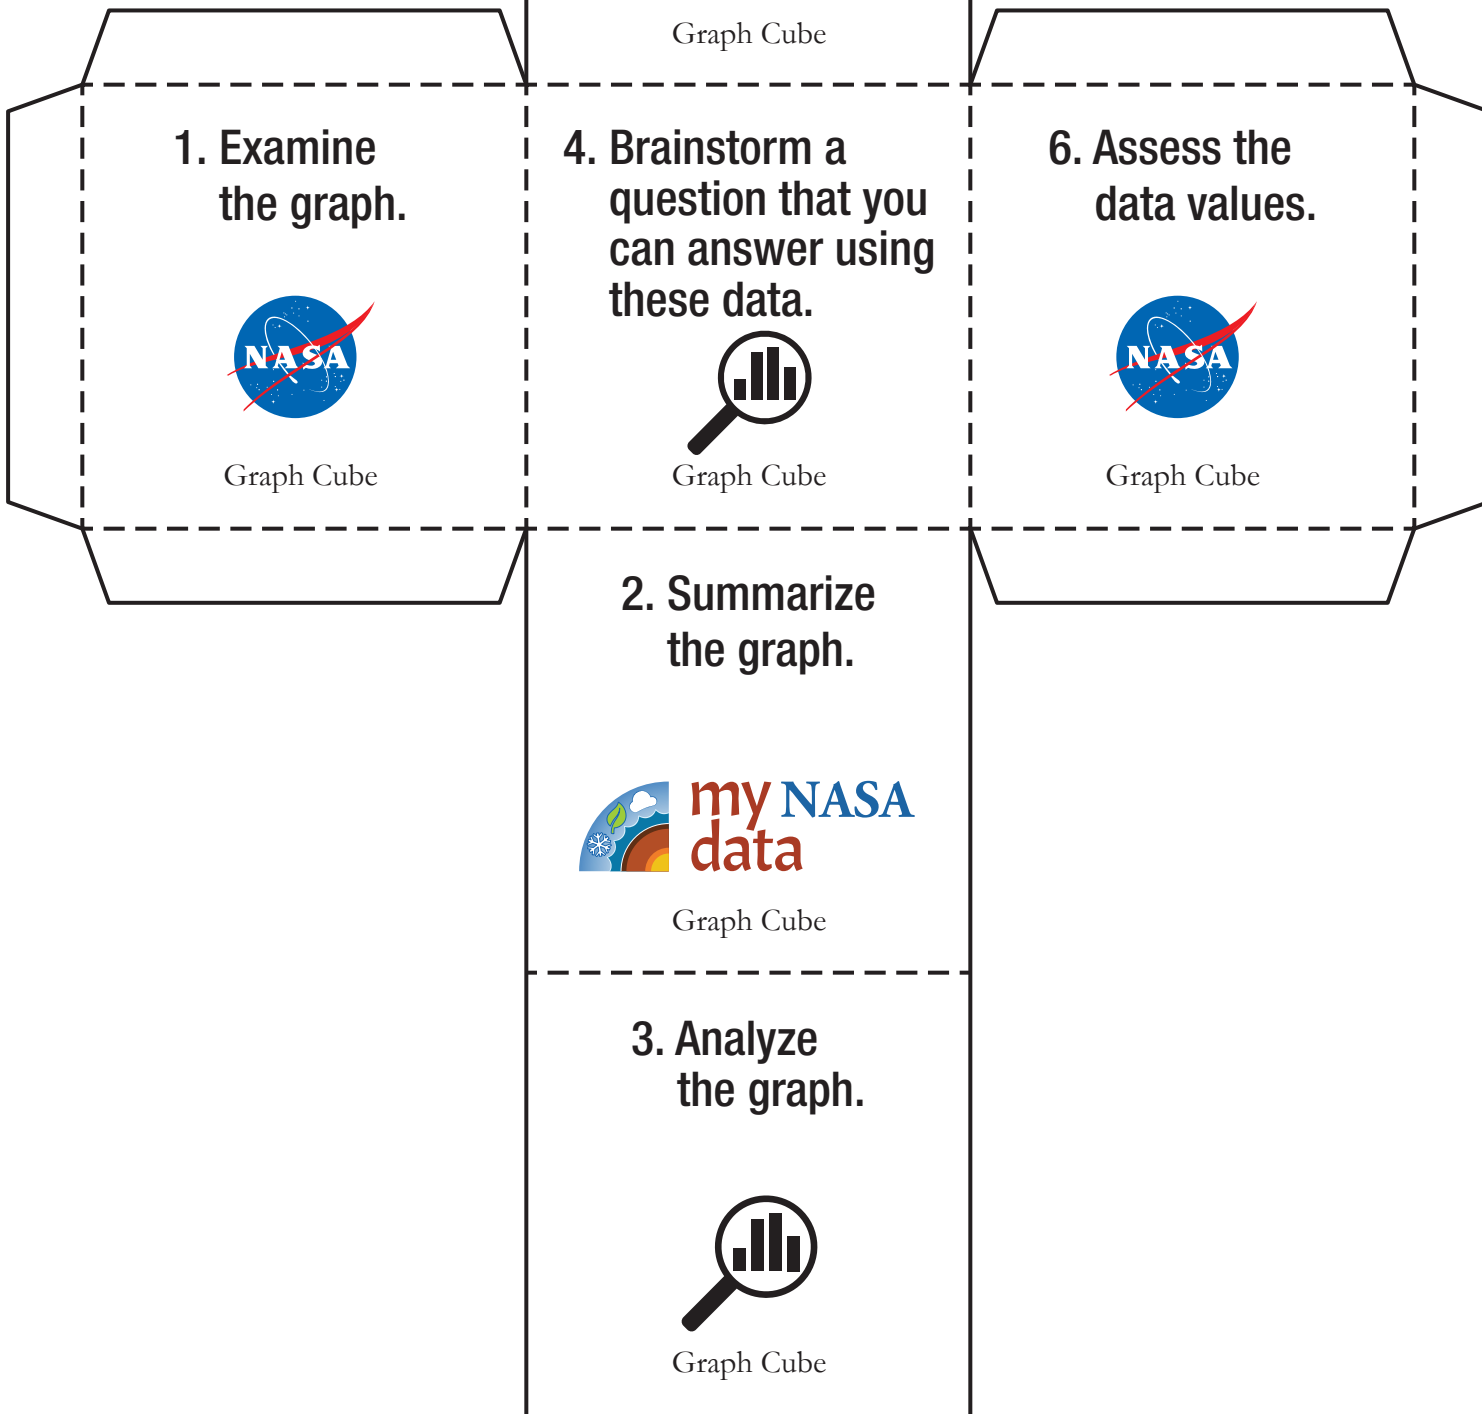 Graph Cube
1. Examine
the graph.
NASA
Graph Cube
4. Brainstorm a
question that you
can answer using
these data.
Graph Cube
6. Assess the
data values.
NASA
Graph Cube
2. Summarize
the graph.
my NASA
data
Graph Cube
3. Analyze
the graph.
Graph Cube